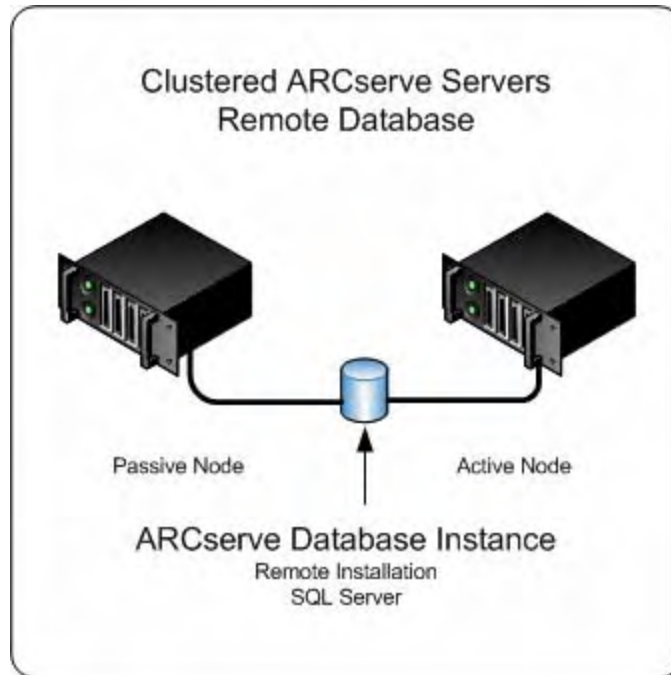 Clustered ARCserve Servers
Remote Database
Passive Node
Active Node
ARCserve Database Instance
Remote Installation
SQL Server